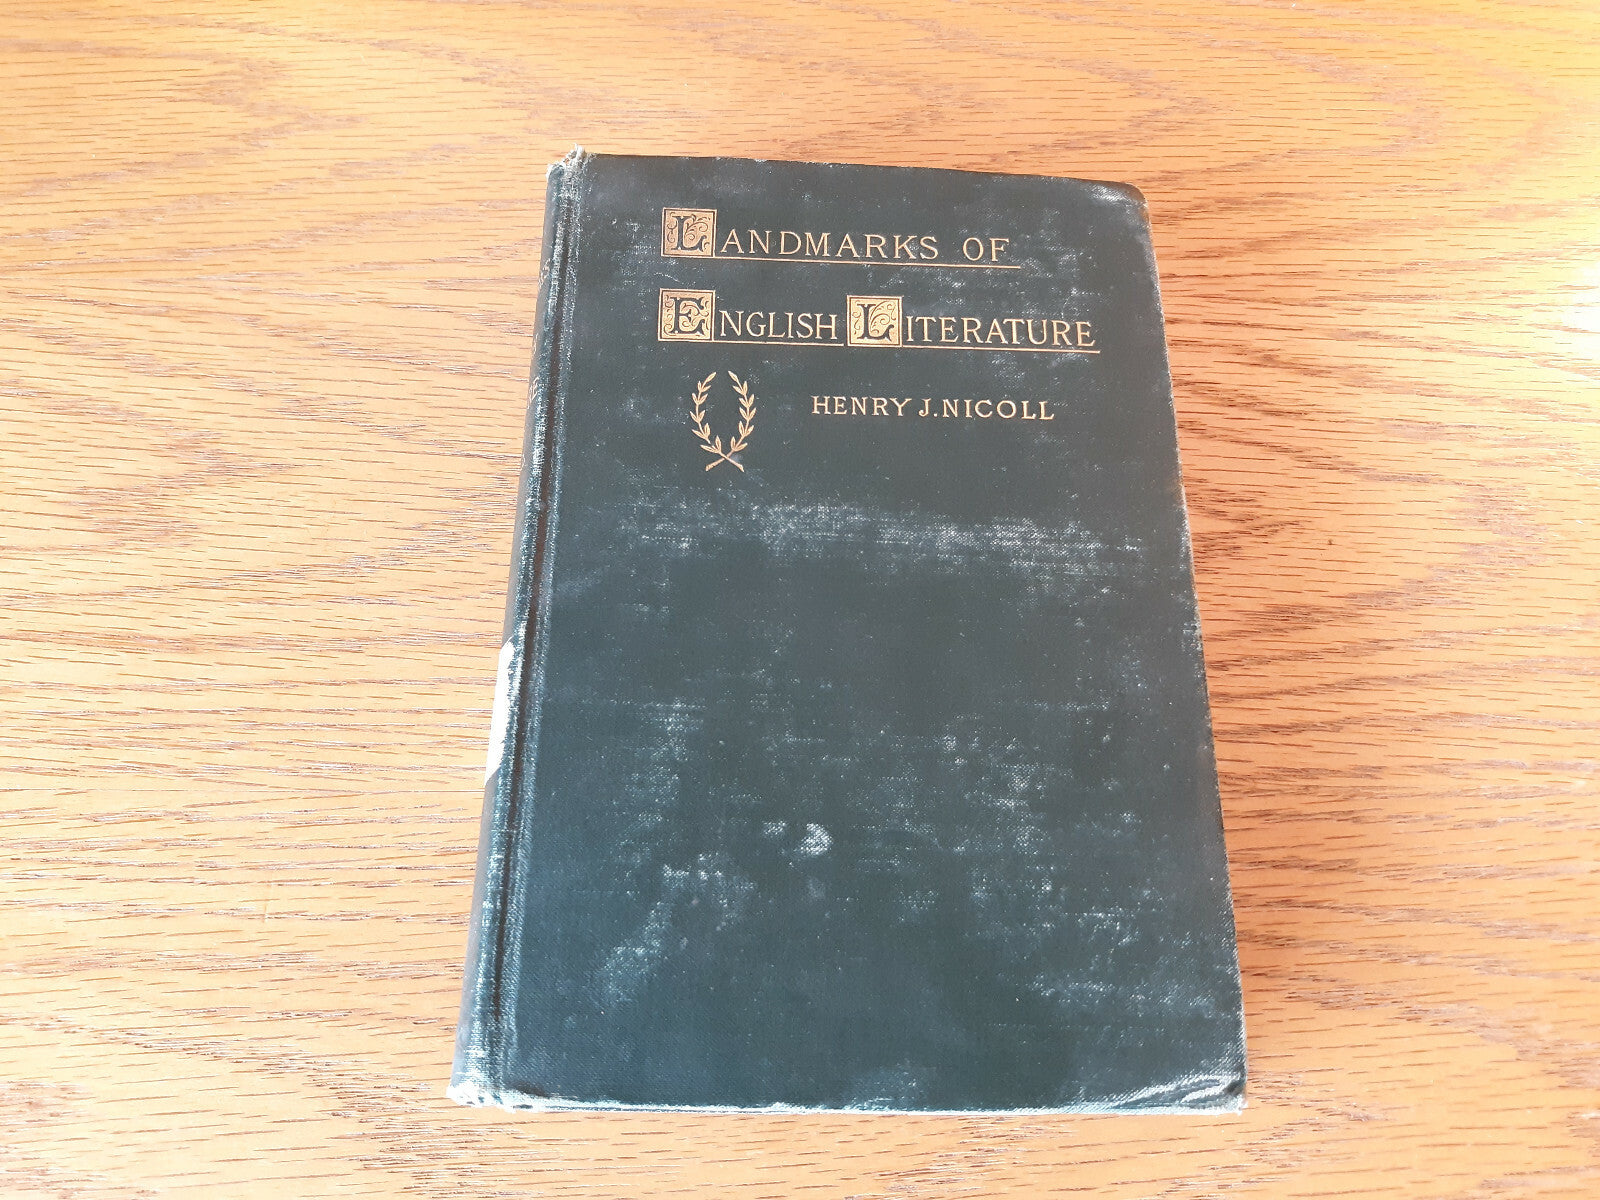 LANDMARKS OF
ENGLISH LITERATURE
HENRY J. NICOLL